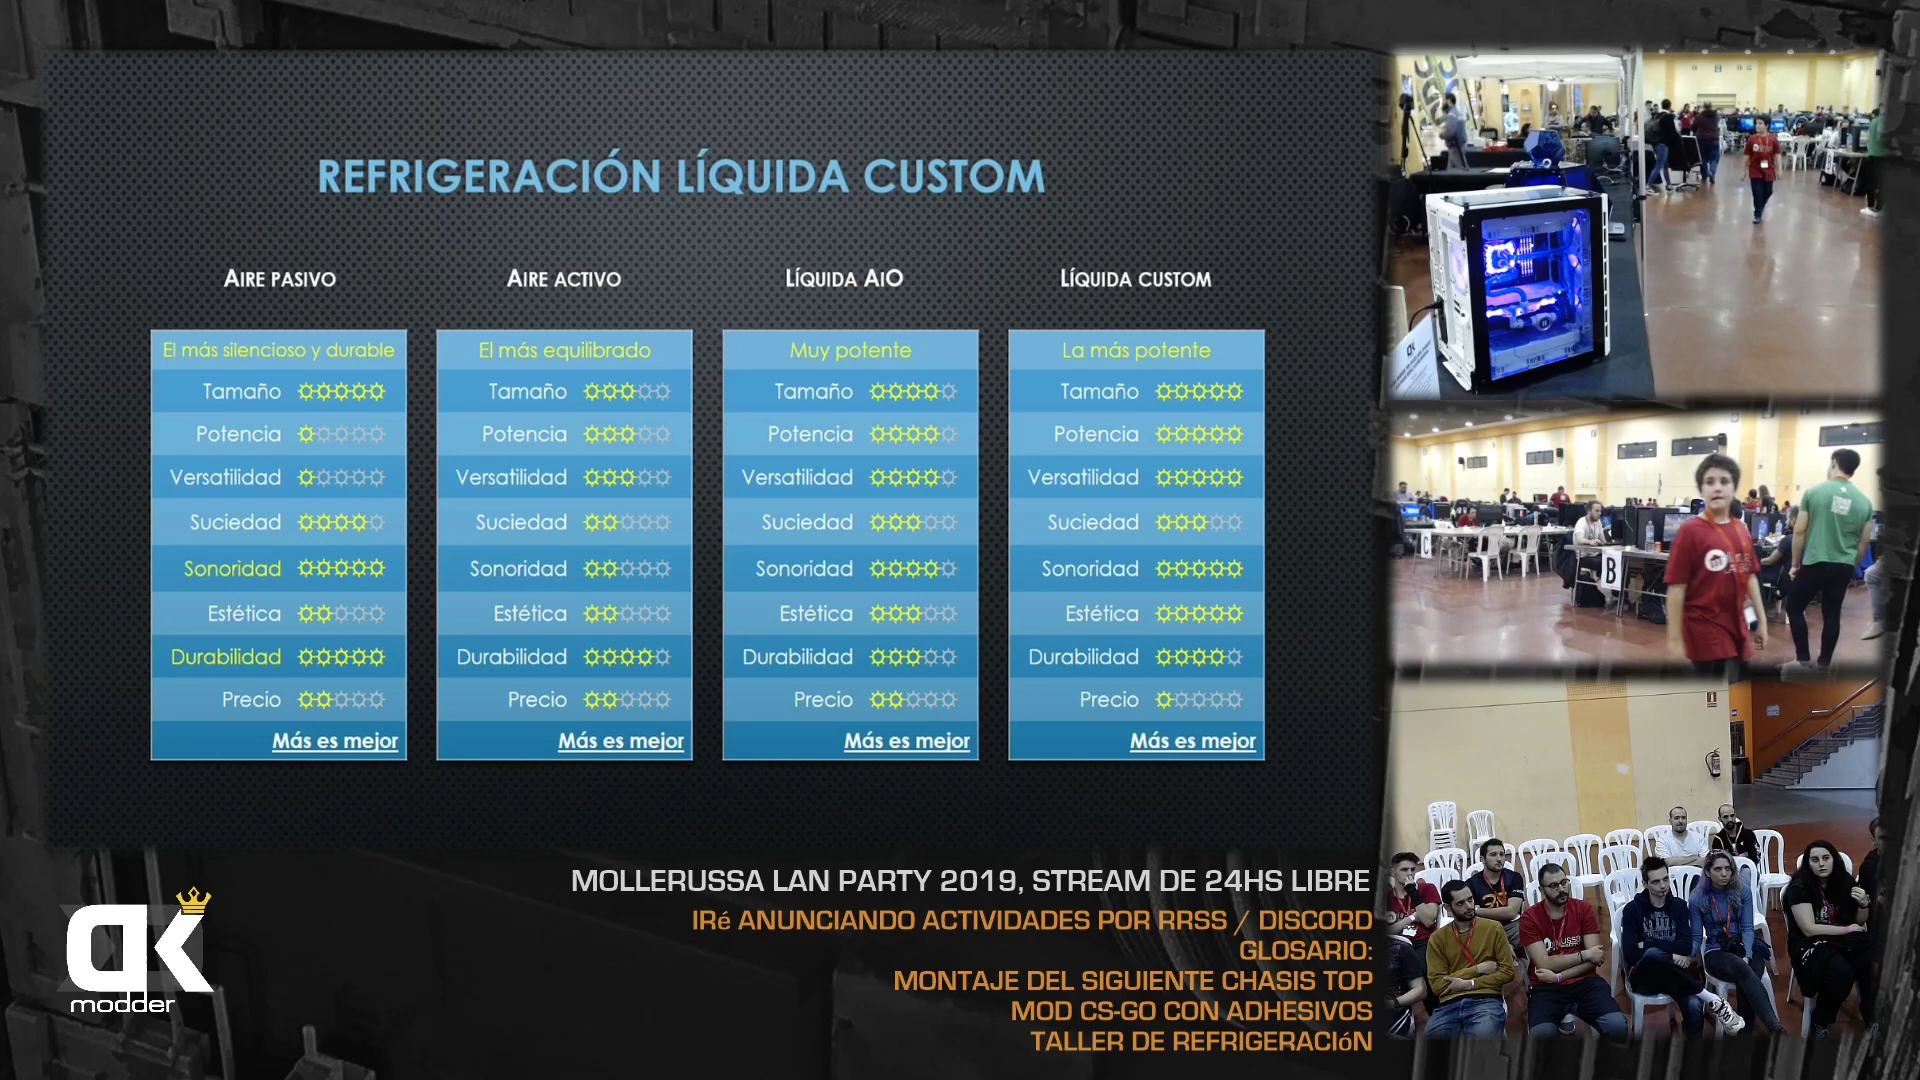 REFRIGERACIÓN LÍQUIDA CUSTOM
AIRE PASIVO
El más silencioso y durable
Tamaño
Potencia
Versatilidad
Suciedad
Sonoridad
Estética
Durabilidad
Precio
Más es mejor
AIRE ACTIVO
El más equilibrado
Tamaño
Potencia
Versatilidad
Suciedad
Sonoridad
Estética
Durabilidad
Precio
Más es mejor
LÍQUIDA AiO
Muy potente
Tamaño
Potencia
Versatilidad
Suciedad
Sonoridad
Estética
Durabilidad
Precio
Más es mejor
LÍQUIDA CUSTOM
La más potente
Tamaño
Potencia
Versatilidad
Suciedad
Sonoridad
Estética
Durabilidad
Precio
Más es mejor
C
B
DK
modder
MOLLERUSSA LAN PARTY 2019, STREAM DE 24HS LIBRE
IRé ANUNCIANDO ACTIVIDADES POR RRSS / DISCORD
GLOSARIO:
MONTAJE DEL SIGUIENTE CHASIS TOP
MOD CS-GO CON ADHESIVOS
TALLER DE REFRIGERACIóN